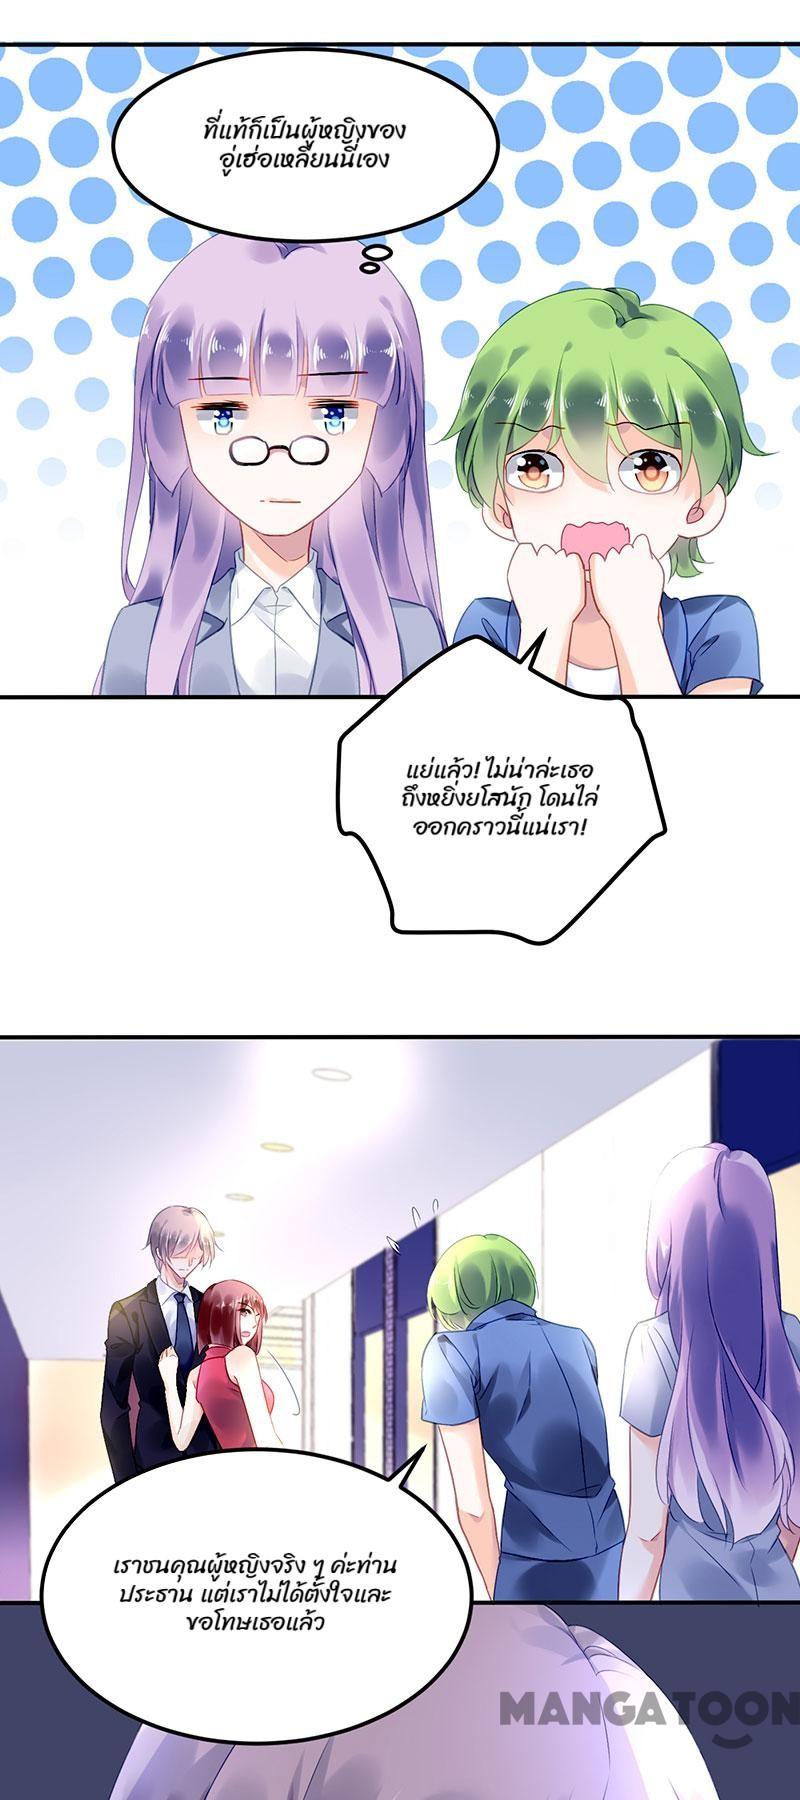 ที่แท้ก็เป็นผู้หญิงของ
อู่เฮ่อเหลียนนี่เอง
แย่แล้ว! ไม่น่าล่ะเธอ
ถึงหยิ่งยโสนัก โดนไล่
ออกคราวนี้แน่เรา!
เราชนคุณผู้หญิงจริง ๆ ค่ะท่าน
ประธาน แต่เราไม่ได้ตั้งใจและ
ขอโทษเธอแล้ว
MANGATOON